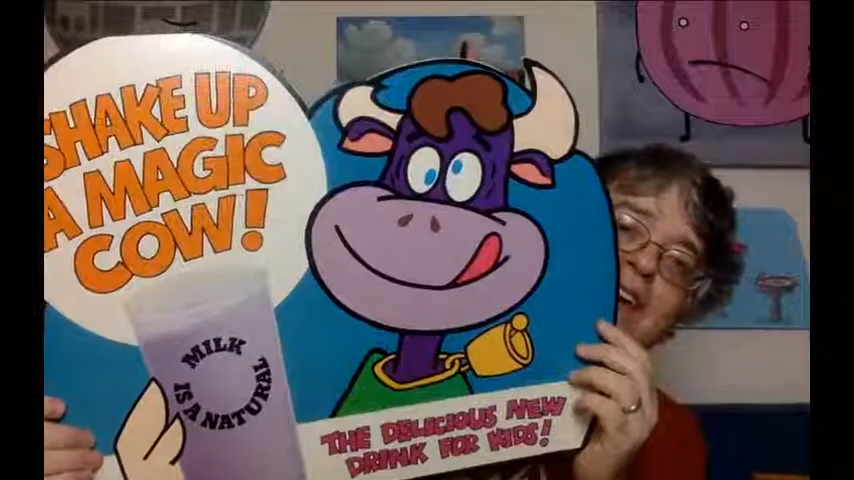 SHAKE UP
A MAGIC
COW!
MILK
IS A NATURAL
THE DELICIOUS NEW
DRINK FOR KIDS!